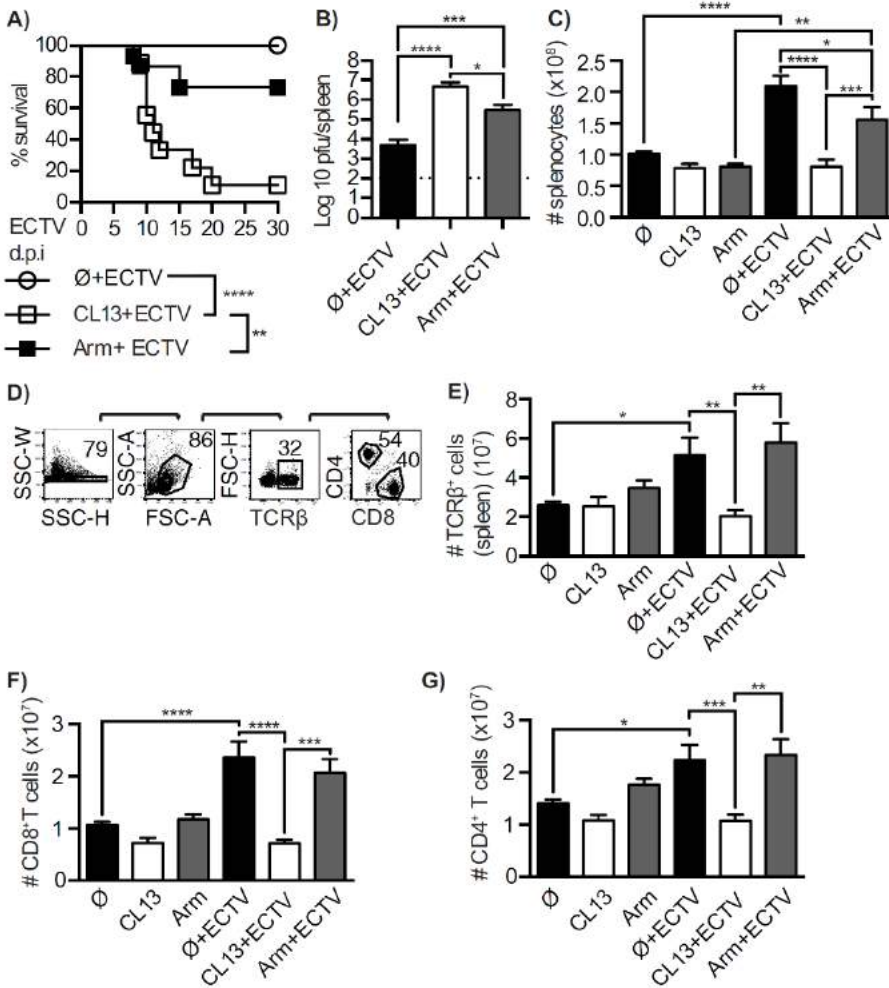 A)
% survival
100
80
60
40
20
0
0 5 10 15 20 25 30
ECTV
d.p.i
Ø+ECTV
CL13+ECTV
Arm+ ECTV
****
**
B)
Log 10 pfu/spleen
7
6
5
4
3
2
1
0
***
****
*
Ø+ECTV
CL13+ECTV
Arm+ECTV
C)
# splenocytes (x10⁸)
2.5
2.0
1.5
1.0
0.5
0.0
****
**
*
****
***
Ø
CL13
Arm
Ø+ECTV
CL13+ECTV
Arm+ECTV
D)
SSC-W
79
SSC-H
SSC-A
86
FSC-A
FSC-H
32
TCRβ
CD4
54
40
CD8
E)
# TCRβ⁺ cells
(spleen) (10⁷)
8
6
4
2
0
*
**
**
Ø
CL13
Arm
Ø+ECTV
CL13+ECTV
Arm+ECTV
F)
# CD8⁺T cells (x10⁷)
3
2
1
0
****
****
***
Ø
CL13
Arm
Ø+ECTV
CL13+ECTV
Arm+ECTV
G)
# CD4⁺ T cells (x10⁷)
3
2
1
0
*
***
**
Ø
CL13
Arm
Ø+ECTV
CL13+ECTV
Arm+ECTV